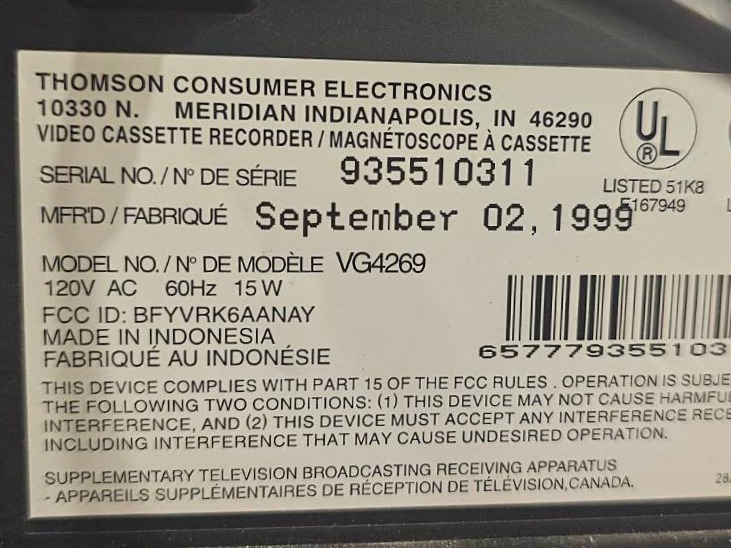 THOMSON CONSUMER ELECTRONICS
10330 N. MERIDIAN INDIANAPOLIS, IN 46290
VIDEO CASSETTE RECORDER / MAGNÉTOSCOPE À CASSETTE
UL
®
SERIAL NO. / Nº DE SÉRIE 935510311
LISTED 51K8
E167949
MFR'D / FABRIQUÉ September 02, 1999
MODEL NO. / Nº DE MODÈLE VG4269
120V AC 60Hz 15 W
FCC ID: BFYVRK6AANAY
MADE IN INDONESIA
FABRIQUÉ AU INDONÉSIE
657779355103
THIS DEVICE COMPLIES WITH PART 15 OF THE FCC RULES . OPERATION IS SUBJE
THE FOLLOWING TWO CONDITIONS: (1) THIS DEVICE MAY NOT CAUSE HARMFU
INTERFERENCE, AND (2) THIS DEVICE MUST ACCEPT ANY INTERFERENCE RECE
INCLUDING INTERFERENCE THAT MAY CAUSE UNDESIRED OPERATION.
SUPPLEMENTARY TELEVISION BROADCASTING RECEIVING APPARATUS
- APPAREILS SUPPLÉMENTAIRES DE RÉCEPTION DE TÉLÉVISION,CANADA.
28